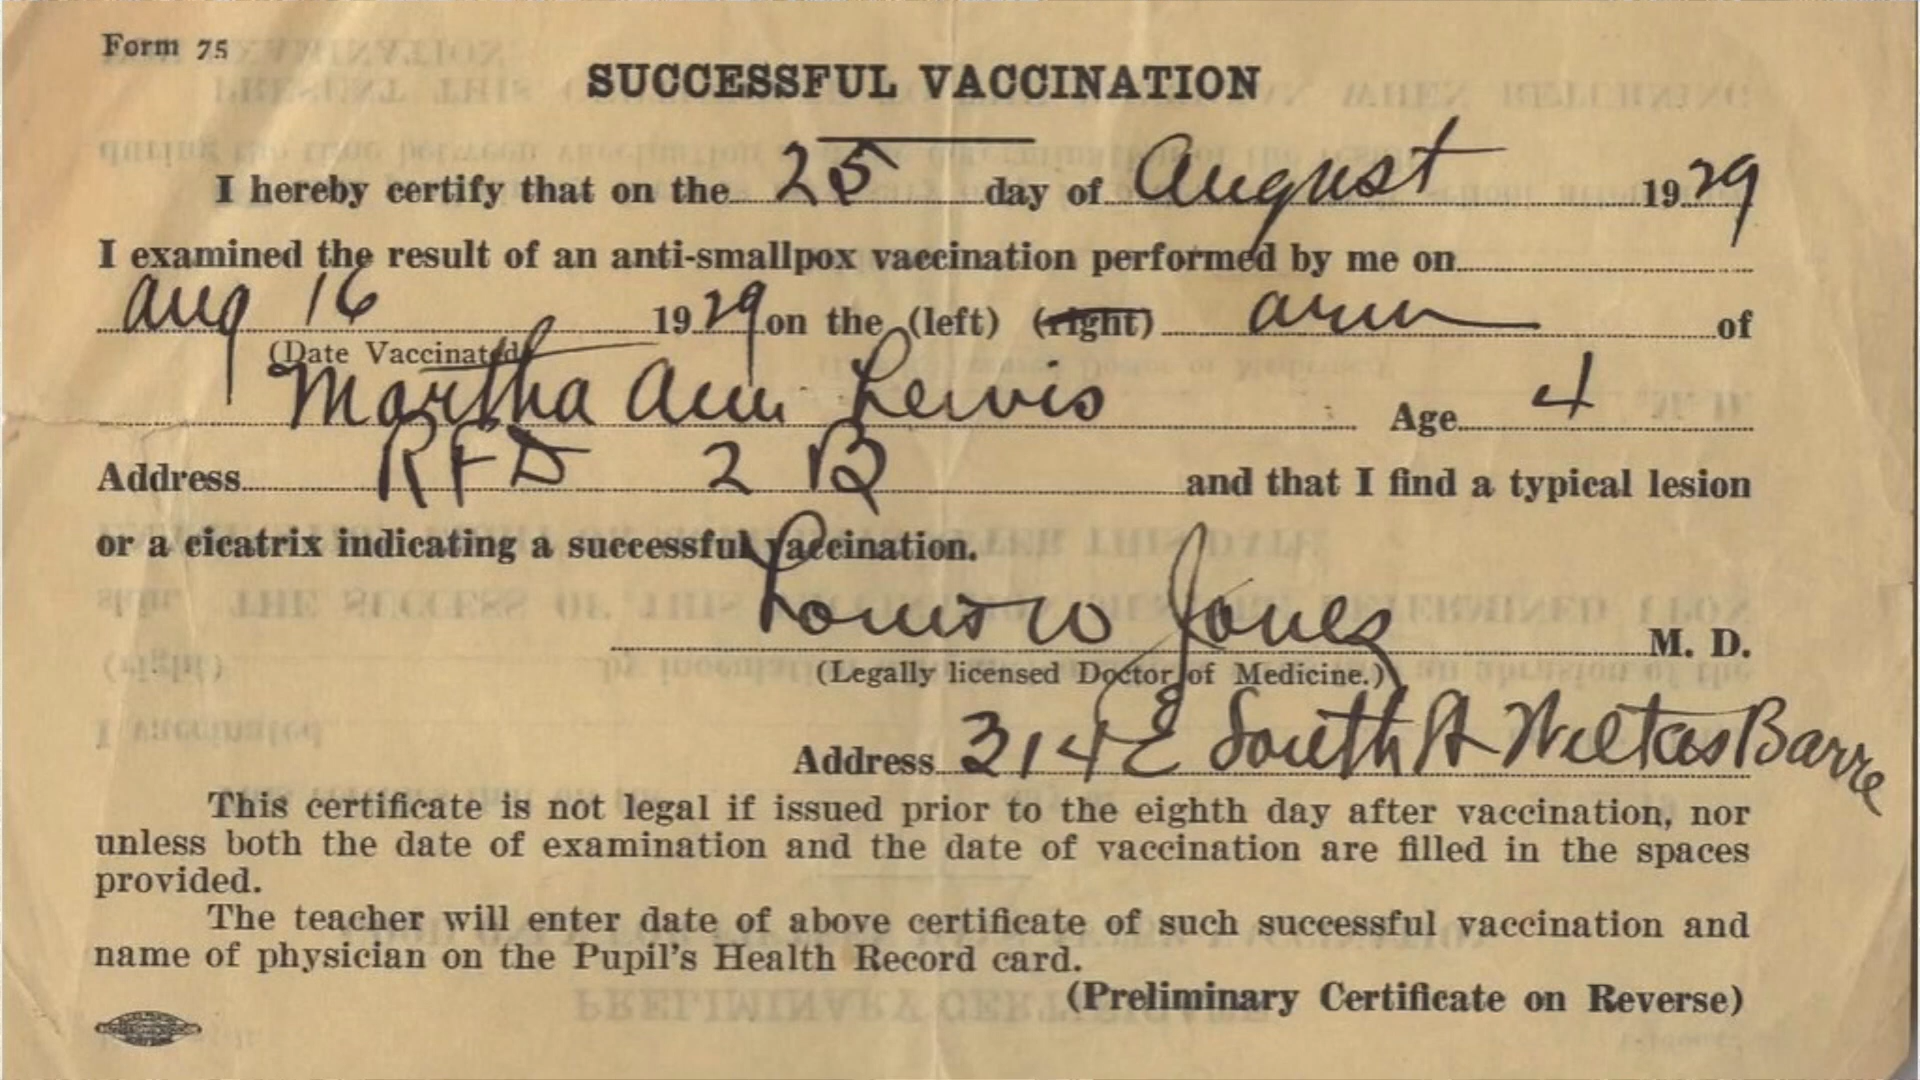 Form 75
SUCCESSFUL VACCINATION
I hereby certify that on the 25 day of August 1929
I examined the result of an anti-smallpox vaccination performed by me on
Aug 16 1929 on the (left) (right) arm of
(Date Vaccinated)
Martha Ann Lewis Age 4
Address RFD 2 B and that I find a typical lesion
or a cicatrix indicating a successful vaccination.
Louis W Jones M. D.
(Legally licensed Doctor of Medicine.)
Address 314 E South St Wilkes Barre
This certificate is not legal if issued prior to the eighth day after vaccination, nor
unless both the date of examination and the date of vaccination are filled in the spaces
provided.
The teacher will enter date of above certificate of such successful vaccination and
name of physician on the Pupil's Health Record card.
(Preliminary Certificate on Reverse)